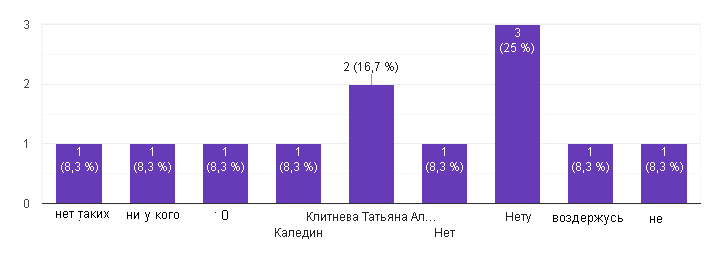 3
2
1
0
1
(8,3 %)
1
(8,3 %)
1
(8,3 %)
1
(8,3 %)
2 (16,7 %)
1
(8,3 %)
3
(25 %)
1
(8,3 %)
1
(8,3 %)
нет таких
ни у кого
0
Клитнева Татьяна Ал…
Нету
воздержусь
не
Каледин
Нет